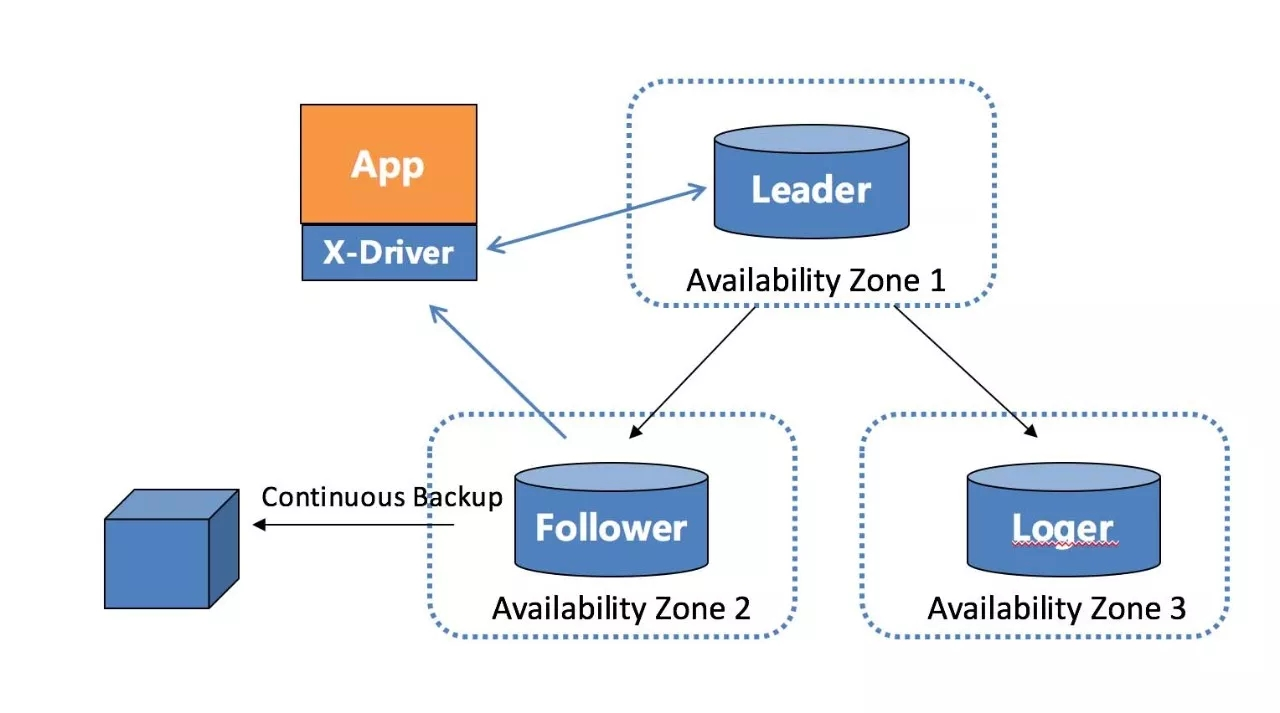 App
X-Driver
Leader
Availability Zone 1
Continuous Backup
Follower
Availability Zone 2
Loger
Availability Zone 3